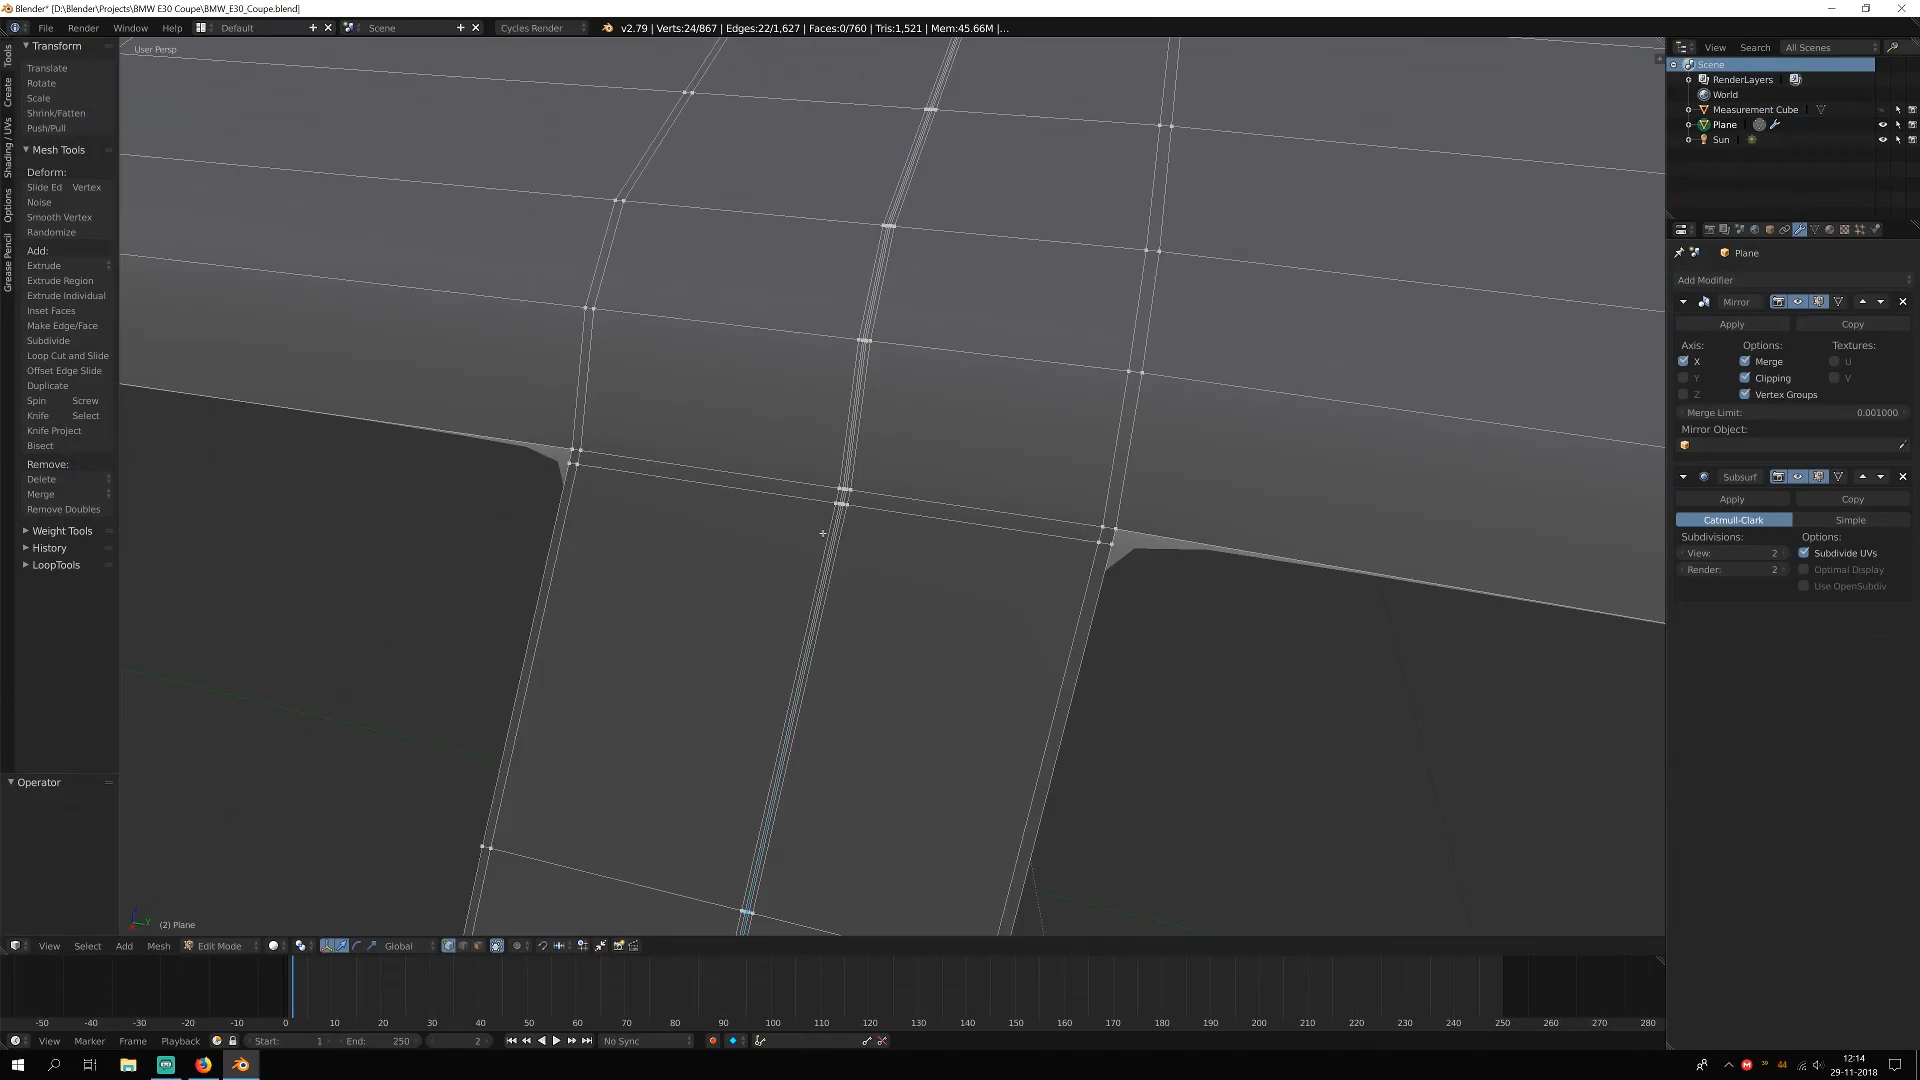 Blender* [D:\Blender\Projects\BMW E30 Coupe\BMW_E30_Coupe.blend]
File Render Window Help Default Scene Cycles Render v2.79 | Verts:24/867 | Edges:22/1,627 | Faces:0/760 | Tris:1,521 | Mem:45.66M |...
View Search All Scenes
Tools
Create
Shading / UVs
Options
Grease Pencil
Transform
Translate
Rotate
Scale
Shrink/Fatten
Push/Pull
Mesh Tools
Deform:
Slide Ed Vertex
Noise
Smooth Vertex
Randomize
Add:
Extrude
Extrude Region
Extrude Individual
Inset Faces
Make Edge/Face
Subdivide
Loop Cut and Slide
Offset Edge Slide
Duplicate
Spin Screw
Knife Select
Knife Project
Bisect
Remove:
Delete
Merge
Remove Doubles
Weight Tools
History
LoopTools
Operator
User Persp
(2) Plane
Scene
RenderLayers
World
Measurement Cube
Plane
Sun
Plane
Add Modifier
Mirror
Apply Copy
Axis: Options: Textures:
X Merge U
Y Clipping V
Z Vertex Groups
Merge Limit: 0.001000
Mirror Object:
Subsurf
Apply Copy
Catmull-Clark Simple
Subdivisions: Options:
View: 2 Subdivide UVs
Render: 2 Optimal Display
Use OpenSubdiv
View Select Add Mesh Edit Mode Global
-50 -40 -30 -20 -10 0 10 20 30 40 50 60 70 80 90 100 110 120 130 140 150 160 170 180 190 200 210 220 230 240 250 260 270 280
View Marker Frame Playback Start: 1 End: 250 2 No Sync
44
12:14
29-11-2018